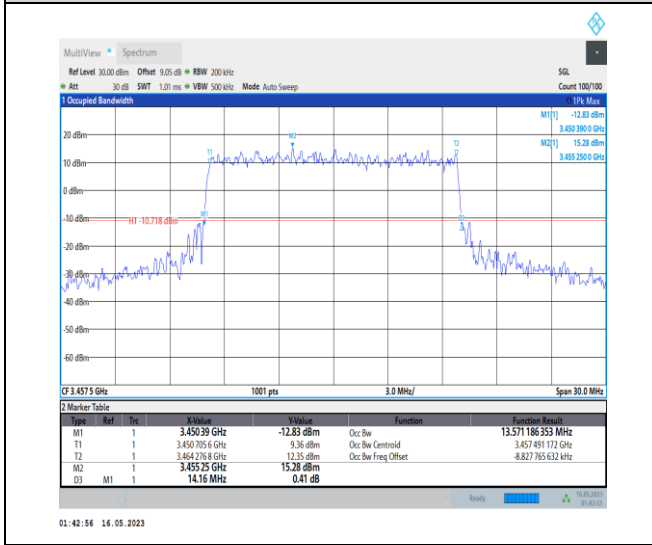 MultiView Spectrum
Ref Level 30.00 dBm Offset 9.05 dB RBW 200 kHz SGL
Att 30 dB SWT 1.01 ms VBW 500 kHz Mode Auto Sweep Count 100/100
1 Occupied Bandwidth 1Pk Max
M1[1] -12.83 dBm
3.450 390 0 GHz
M2[1] 15.28 dBm
3.455 250 0 GHz
20 dBm
M2
T1
T2
10 dBm
0 dBm
M1
-10 dBm
H1 -10.718 dBm
D3
-20 dBm
-30 dBm
-40 dBm
-50 dBm
-60 dBm
CF 3.457 5 GHz 1001 pts 3.0 MHz/ Span 30.0 MHz
2 Marker Table
Type Ref Trc X-Value Y-Value Function Function Result
M1 1 3.450 39 GHz -12.83 dBm Occ Bw 13.571 186 353 MHz
T1 1 3.450 705 6 GHz 9.36 dBm Occ Bw Centroid 3.457 491 172 GHz
T2 1 3.464 276 8 GHz 12.35 dBm Occ Bw Freq Offset -8.827 765 632 kHz
M2 1 3.455 25 GHz 15.28 dBm
D3 M1 1 14.16 MHz 0.41 dB
Ready 16.05.2023
01:42:55
01:42:56 16.05.2023